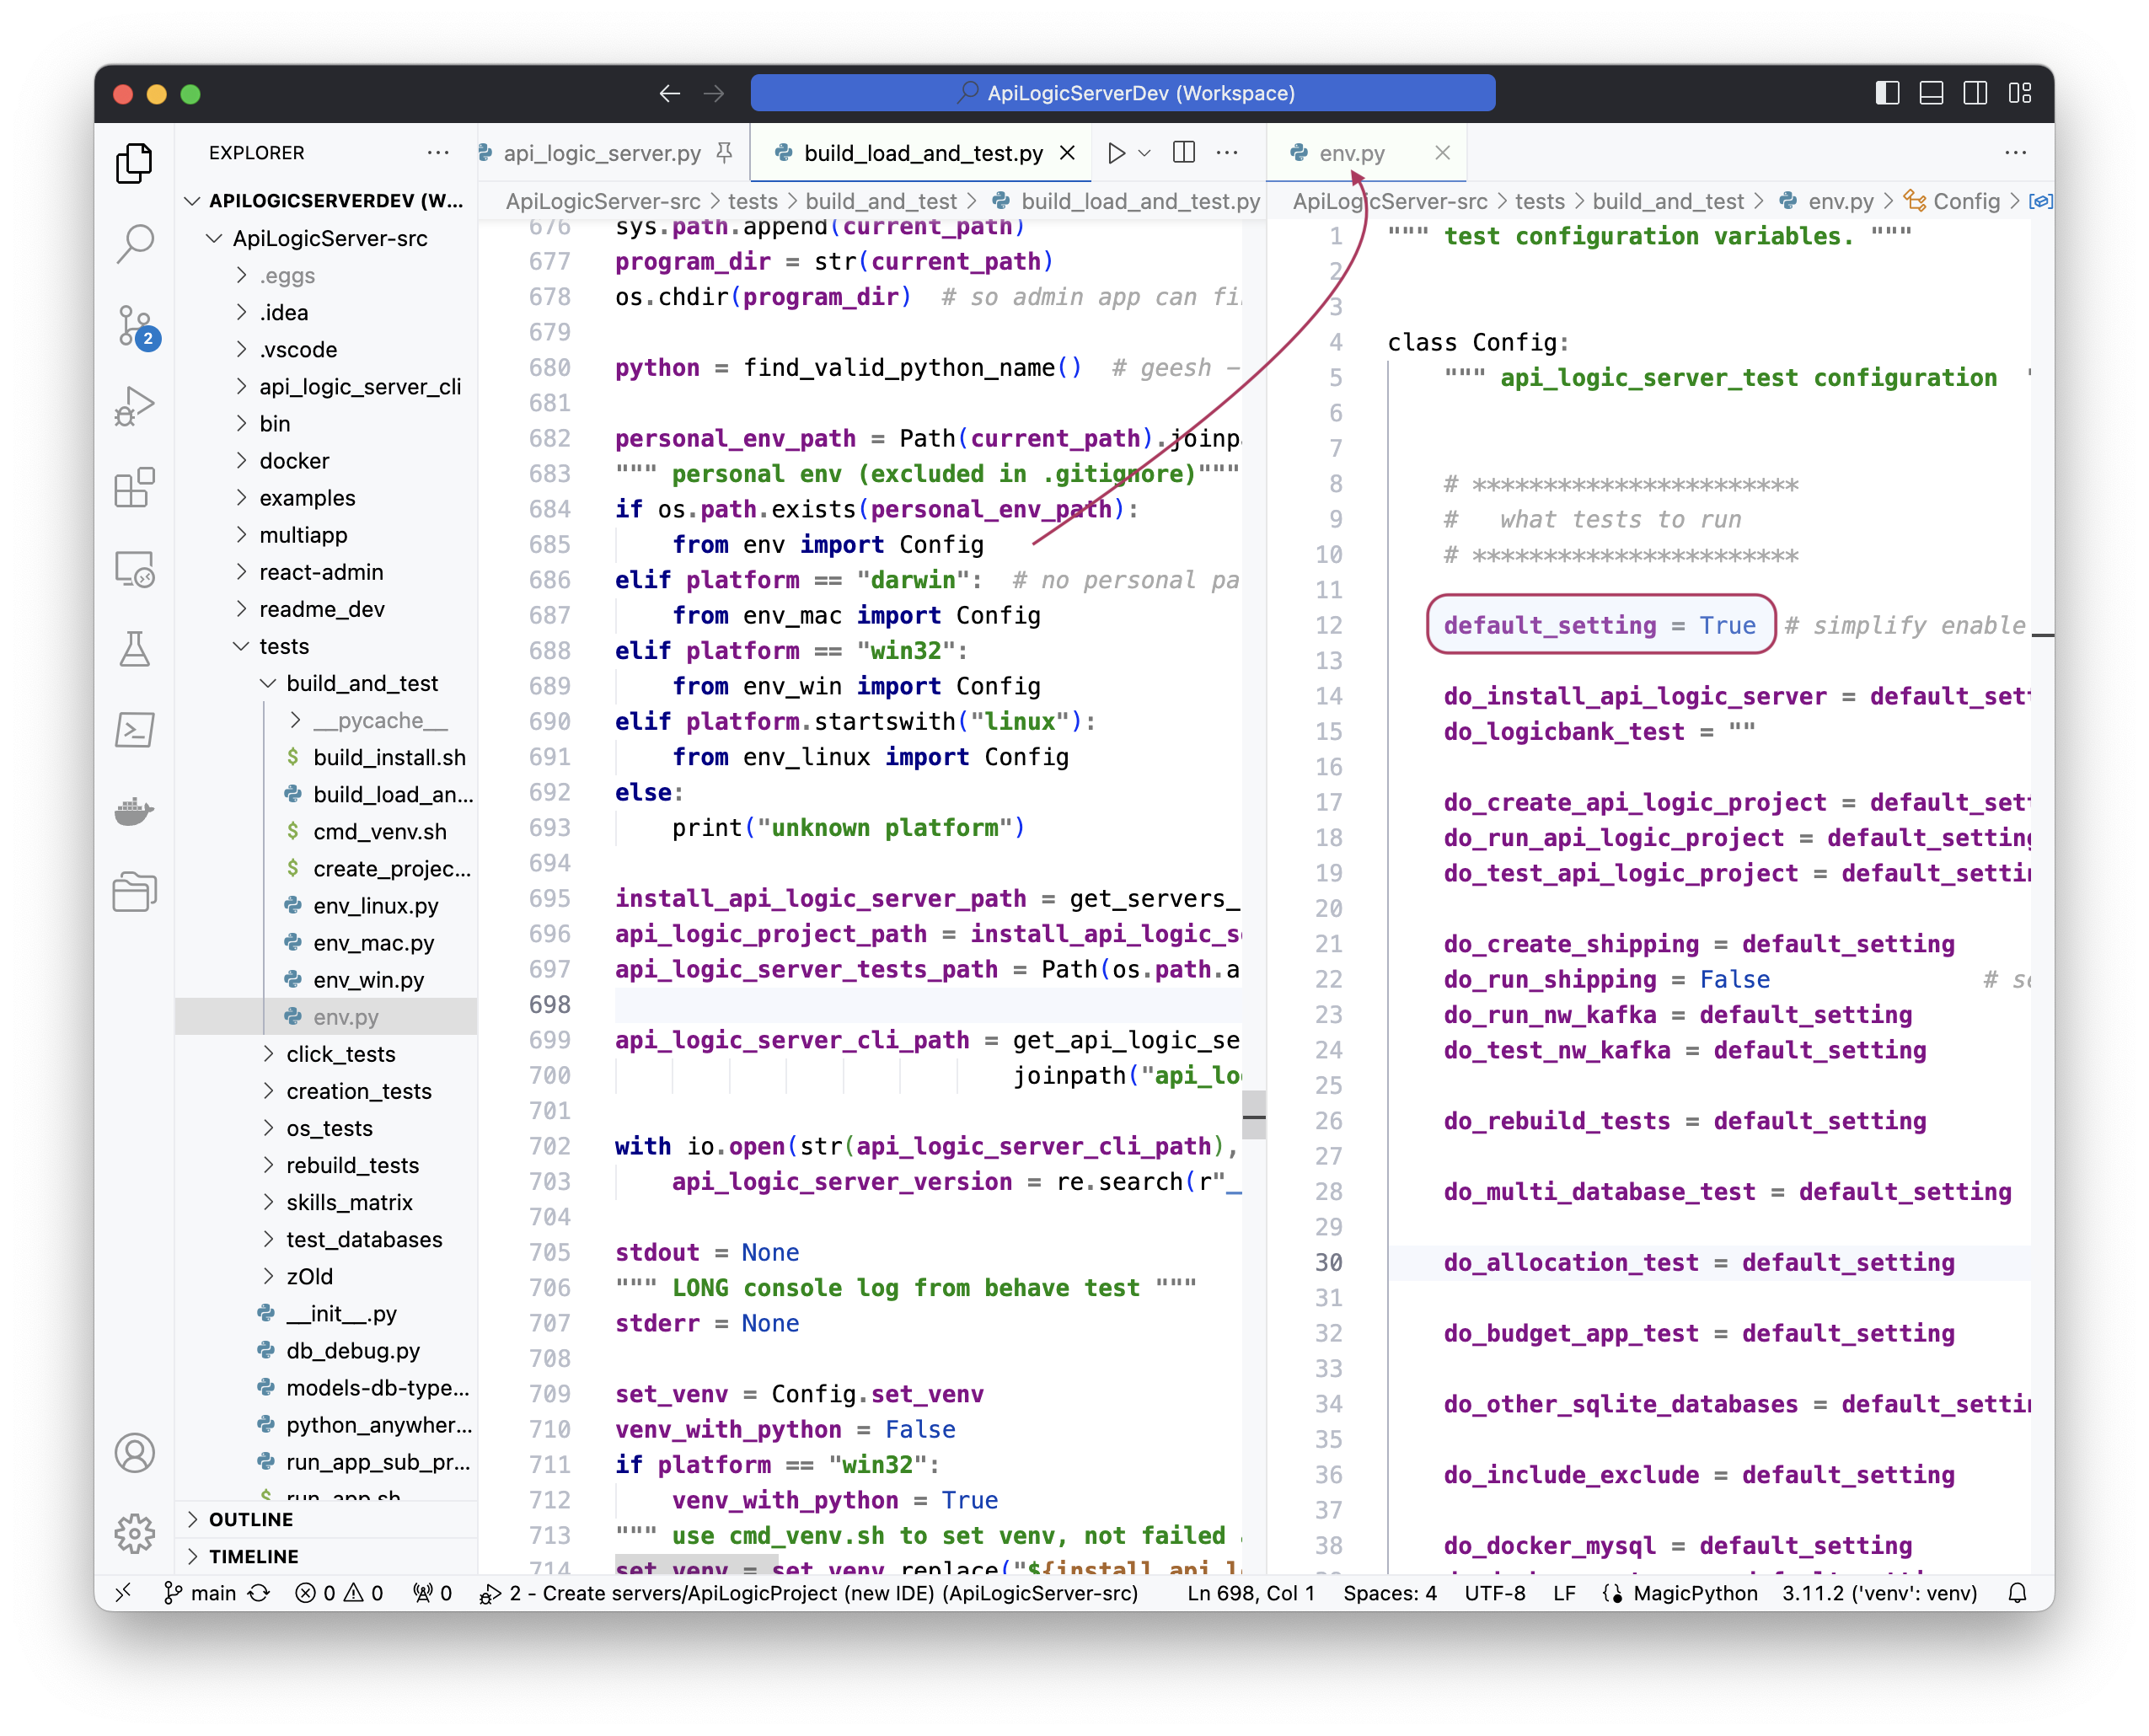 ApiLogicServerDev (Workspace)
EXPLORER
APILOGICSERVERDEV (W...
ApiLogicServer-src
.eggs
.idea
.vscode
api_logic_server_cli
bin
docker
examples
multiapp
react-admin
readme_dev
tests
build_and_test
__pycache__
$ build_install.sh
build_load_an...
$ cmd_venv.sh
$ create_projec...
env_linux.py
env_mac.py
env_win.py
env.py
click_tests
creation_tests
os_tests
rebuild_tests
skills_matrix
test_databases
zOld
__init__.py
db_debug.py
models-db-type...
python_anywher...
run_app_sub_pr...
$ run_app.sh
OUTLINE
TIMELINE
2
api_logic_server.py
build_load_and_test.py
ApiLogicServer-src > tests > build_and_test > build_load_and_test.py
676 sys.path.append(current_path)
677 program_dir = str(current_path)
678 os.chdir(program_dir)  # so admin app can fi
679
680 python = find_valid_python_name()  # geesh –
681
682 personal_env_path = Path(current_path).joinp
683 """ personal env (excluded in .gitignore)"""
684 if os.path.exists(personal_env_path):
685     from env import Config
686 elif platform == "darwin":  # no personal pa
687     from env_mac import Config
688 elif platform == "win32":
689     from env_win import Config
690 elif platform.startswith("linux"):
691     from env_linux import Config
692 else:
693     print("unknown platform")
694
695 install_api_logic_server_path = get_servers_
696 api_logic_project_path = install_api_logic_s
697 api_logic_server_tests_path = Path(os.path.a
698
699 api_logic_server_cli_path = get_api_logic_se
700                             joinpath("api_lo
701
702 with io.open(str(api_logic_server_cli_path),
703     api_logic_server_version = re.search(r"_
704
705 stdout = None
706 """ LONG console log from behave test """
707 stderr = None
708
709 set_venv = Config.set_venv
710 venv_with_python = False
711 if platform == "win32":
712     venv_with_python = True
713 """ use cmd_venv.sh to set venv, not failed
714 set_venv = set_venv.replace("${install_api_l
env.py
ApiLogicServer-src > tests > build_and_test > env.py > Config >
1 """ test configuration variables. """
2
3
4 class Config:
5     """ api_logic_server_test configuration  "
6
7
8     # ***********************
9     #   what tests to run
10     # ***********************
11
12     default_setting = True  # simplify enable
13
14     do_install_api_logic_server = default_sett
15     do_logicbank_test = ""
16
17     do_create_api_logic_project = default_sett
18     do_run_api_logic_project = default_setting
19     do_test_api_logic_project = default_settin
20
21     do_create_shipping = default_setting
22     do_run_shipping = False               # se
23     do_run_nw_kafka = default_setting
24     do_test_nw_kafka = default_setting
25
26     do_rebuild_tests = default_setting
27
28     do_multi_database_test = default_setting
29
30     do_allocation_test = default_setting
31
32     do_budget_app_test = default_setting
33
34     do_other_sqlite_databases = default_settin
35
36     do_include_exclude = default_setting
37
38     do_docker_mysql = default_setting
main 0 0 0 2 - Create servers/ApiLogicProject (new IDE) (ApiLogicServer-src) Ln 698, Col 1 Spaces: 4 UTF-8 LF MagicPython 3.11.2 ('venv': venv)